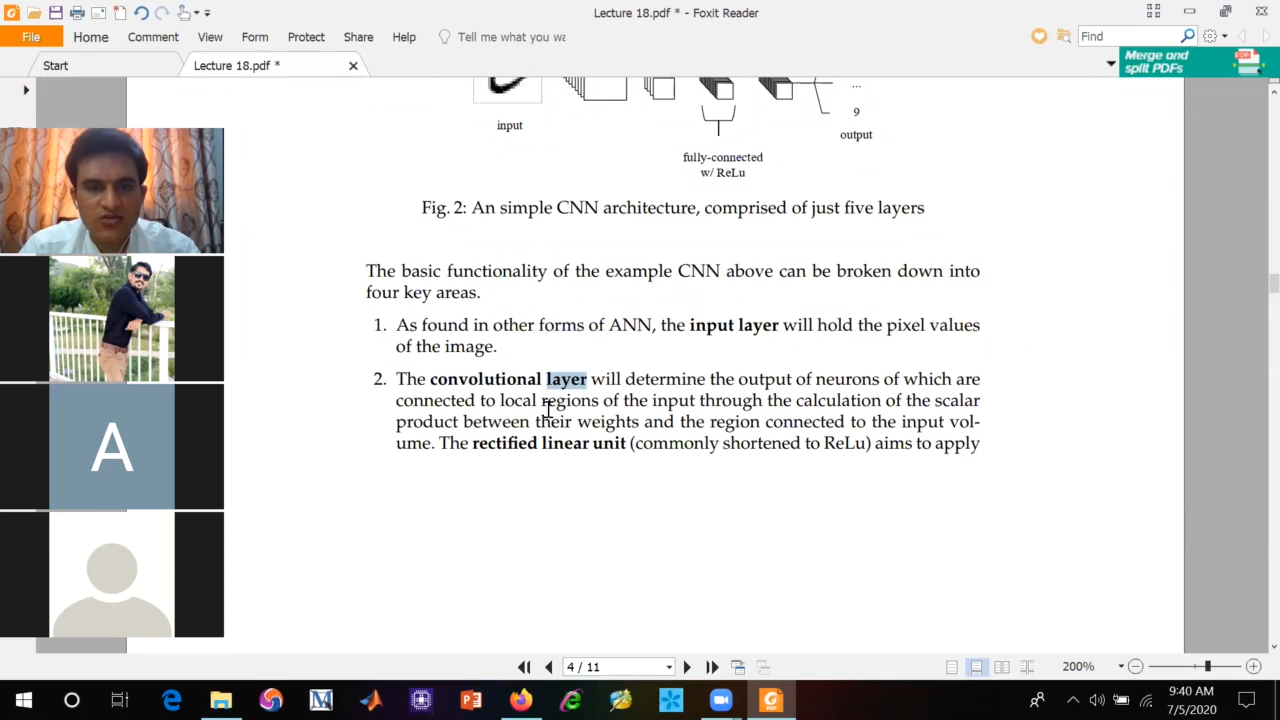 Lecture 18.pdf * - Foxit Reader
File Home Comment View Form Protect Share Help Tell me what you wa Find
Start Lecture 18.pdf * Merge and
split PDFs
...
9
input
output
fully-connected
w/ ReLu
Fig. 2: An simple CNN architecture, comprised of just five layers
The basic functionality of the example CNN above can be broken down into
four key areas.
1. As found in other forms of ANN, the input layer will hold the pixel values
of the image.
2. The convolutional layer will determine the output of neurons of which are
connected to local regions of the input through the calculation of the scalar
product between their weights and the region connected to the input vol-
ume. The rectified linear unit (commonly shortened to ReLu) aims to apply
A
4 / 11 200%
9:40 AM
7/5/2020